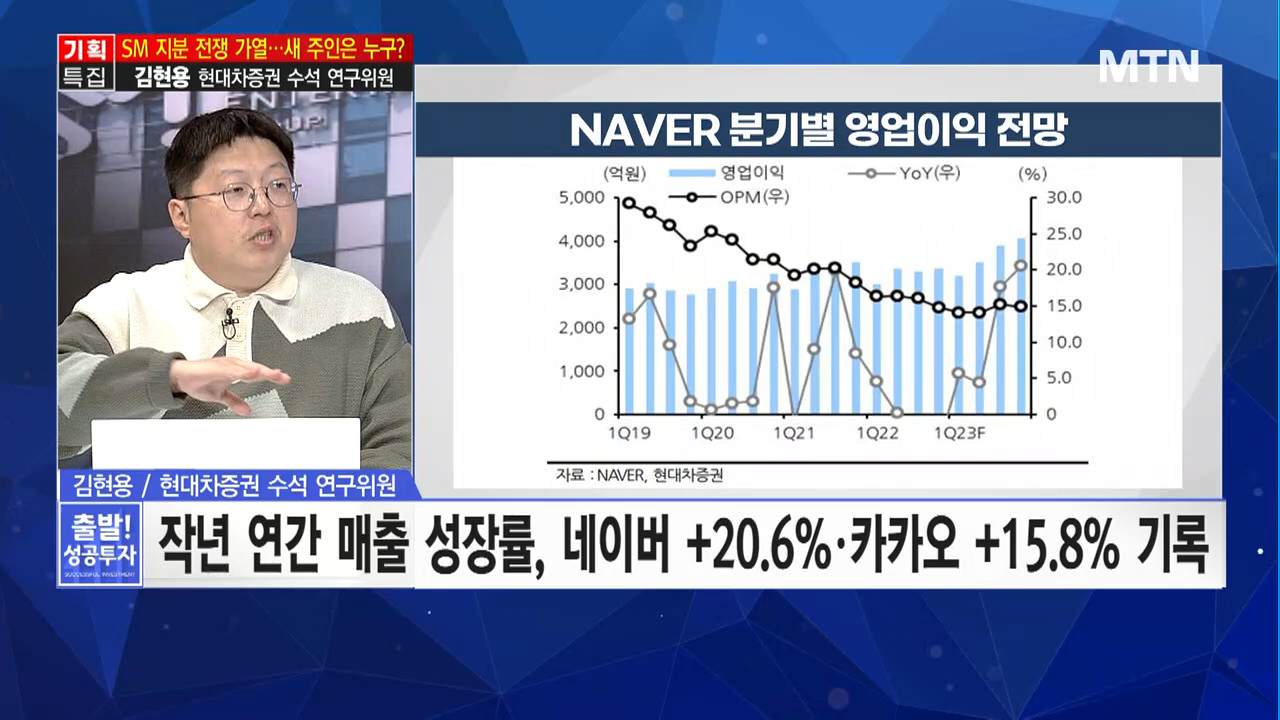 기획
특집
SM 지분 전쟁 가열…새 주인은 누구?
김현용 현대차증권 수석 연구위원
MTN
NAVER 분기별 영업이익 전망
(억원) 영업이익 YoY(우) (%)
OPM(우)
5,000 30.0
4,000 25.0
3,000 20.0
2,000 15.0
1,000 10.0
0 5.0
0
1Q19 1Q20 1Q21 1Q22 1Q23F
자료 : NAVER, 현대차증권
김현용 / 현대차증권 수석 연구위원
출발!
성공투자
SUCCESSFUL INVESTMENT
작년 연간 매출 성장률, 네이버 +20.6%·카카오 +15.8% 기록